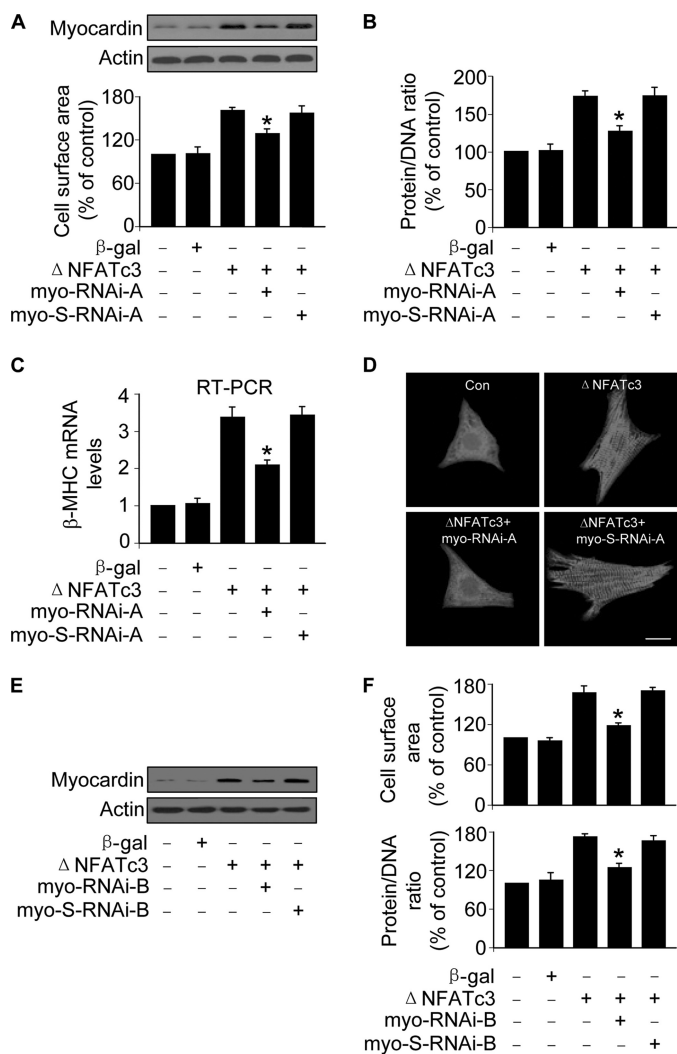 A
Myocardin
Actin
Cell surface area
(% of control)
180
120
60
0
β-gal – + – – –
Δ NFATc3 – – + + +
myo-RNAi-A – – – + –
myo-S-RNAi-A – – – – +
*
B
Protein/DNA ratio
(% of control)
200
150
100
50
0
*
β-gal – + – – –
Δ NFATc3 – – + + +
myo-RNAi-A – – – + –
myo-S-RNAi-A – – – – +
C
RT-PCR
β-MHC mRNA
levels
4
3
2
1
0
*
β-gal – + – – –
Δ NFATc3 – – + + +
myo-RNAi-A – – – + –
myo-S-RNAi-A – – – – +
D
Con
Δ NFATc3
ΔNFATc3+
myo-RNAi-A
ΔNFATc3+
myo-S-RNAi-A
E
Myocardin
Actin
β-gal – + – – –
Δ NFATc3 – – + + +
myo-RNAi-B – – – + –
myo-S-RNAi-B – – – – +
F
Cell surface
area
(% of control)
180
120
60
0
*
Protein/DNA
ratio
(% of control)
180
120
60
0
*
β-gal – + – – –
Δ NFATc3 – – + + +
myo-RNAi-B – – – + –
myo-S-RNAi-B – – – – +